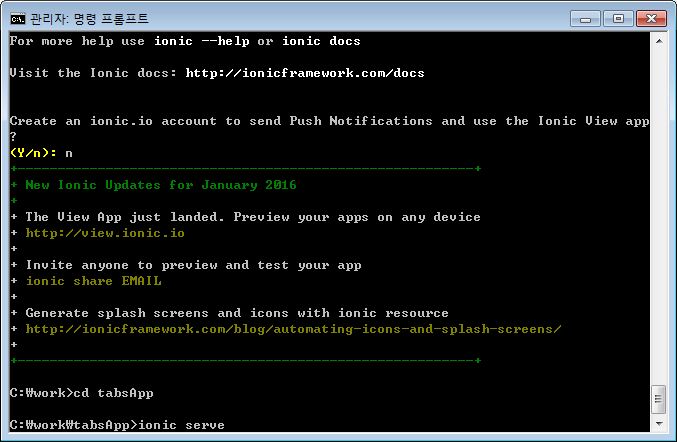 관리자: 명령 프롬프트
For more help use ionic --help or ionic docs
Visit the Ionic docs: http://ionicframework.com/docs
Create an ionic.io account to send Push Notifications and use the Ionic View app
?
(Y/n): n
+---------------------------------------------------------+
+ New Ionic Updates for January 2016
+
+ The View App just landed. Preview your apps on any device
+ http://view.ionic.io
+
+ Invite anyone to preview and test your app
+ ionic share EMAIL
+
+ Generate splash screens and icons with ionic resource
+ http://ionicframework.com/blog/automating-icons-and-splash-screens/
+
+---------------------------------------------------------+
C:₩work>cd tabsApp
C:₩work₩tabsApp>ionic serve